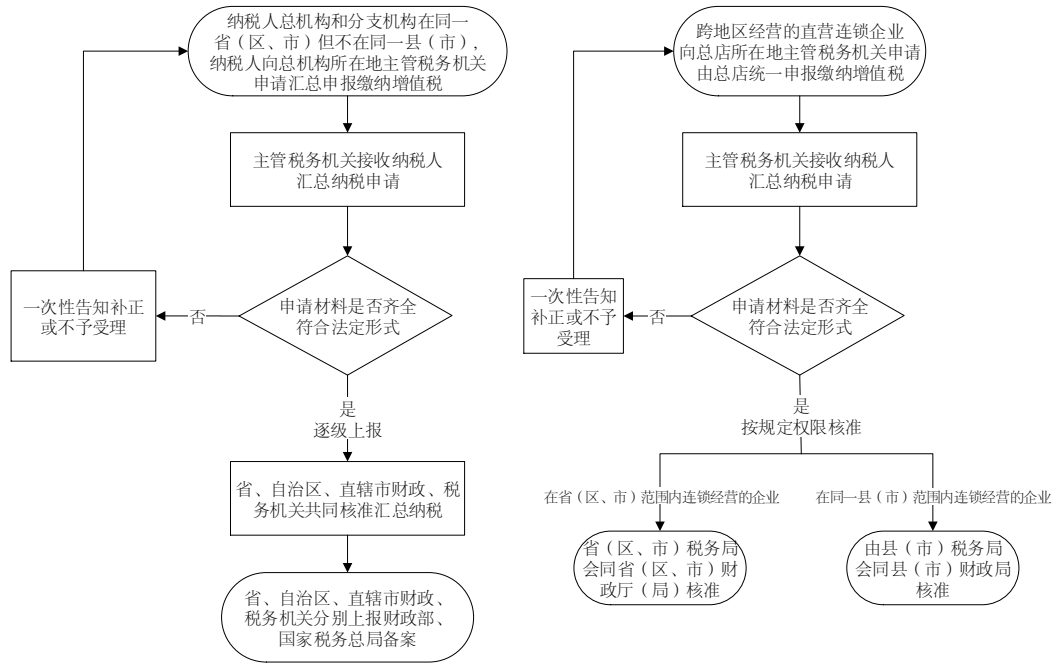 纳税人总机构和分支机构在同一
省（区、市）但不在同一县（市），
纳税人向总机构所在地主管税务机关
申请汇总申报缴纳增值税
主管税务机关接收纳税人
汇总纳税申请
申请材料是否齐全
符合法定形式
否
一次性告知补正
或不予受理
是
逐级上报
省、自治区、直辖市财政、税
务机关共同核准汇总纳税
省、自治区、直辖市财政、
税务机关分别上报财政部、
国家税务总局备案
跨地区经营的直营连锁企业
向总店所在地主管税务机关申请
由总店统一申报缴纳增值税
主管税务机关接收纳税人
汇总纳税申请
申请材料是否齐全
符合法定形式
否
一次性告知
补正或不予
受理
是
按规定权限核准
在省（区、市）范围内连锁经营的企业
省（区、市）税务局
会同省（区、市）财
政厅（局）核准
在同一县（市）范围内连锁经营的企业
由县（市）税务局
会同县（市）财政局
核准